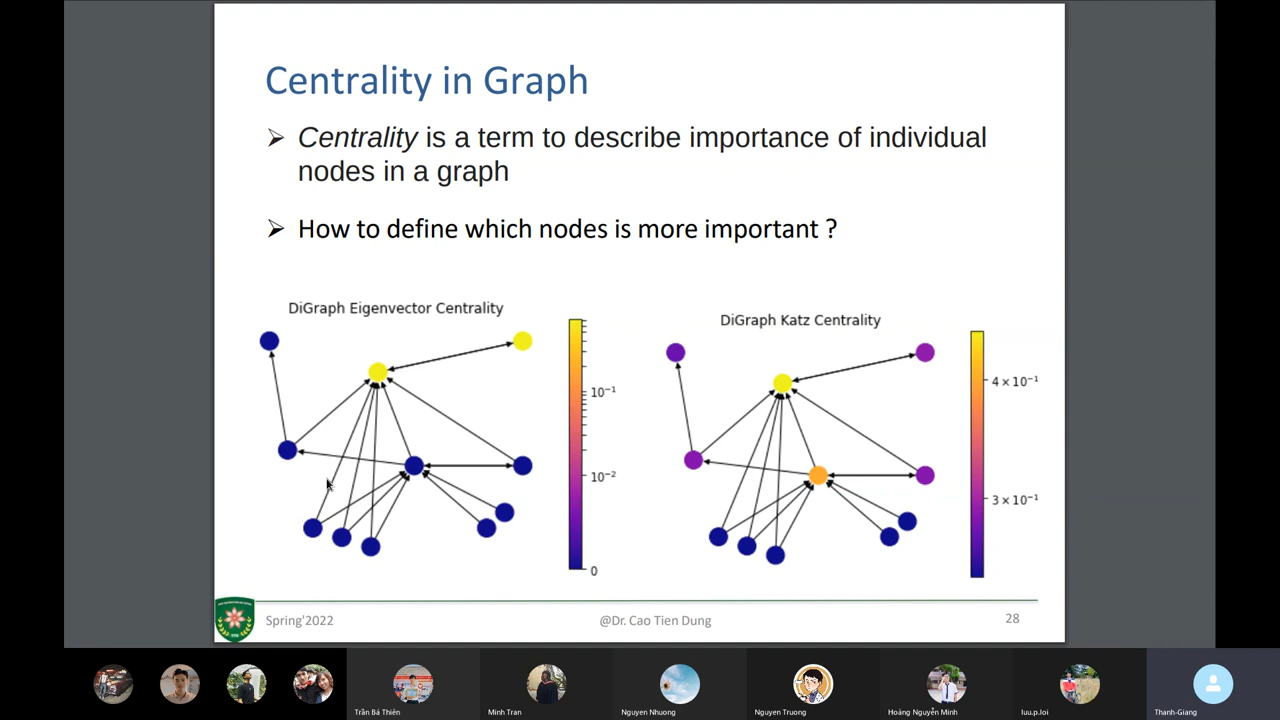 Centrality in Graph
➢ Centrality is a term to describe importance of individual
nodes in a graph
➢ How to define which nodes is more important ?
DiGraph Eigenvector Centrality
10⁻¹
10⁻²
0
DiGraph Katz Centrality
4 × 10⁻¹
3 × 10⁻¹
Spring'2022
@Dr. Cao Tien Dung
28
Trần Bá Thiên
Minh Tran
Nguyen Nhuong
Nguyen Truong
Hoàng Nguyễn Minh
luu.p.loi
Thanh-Giang